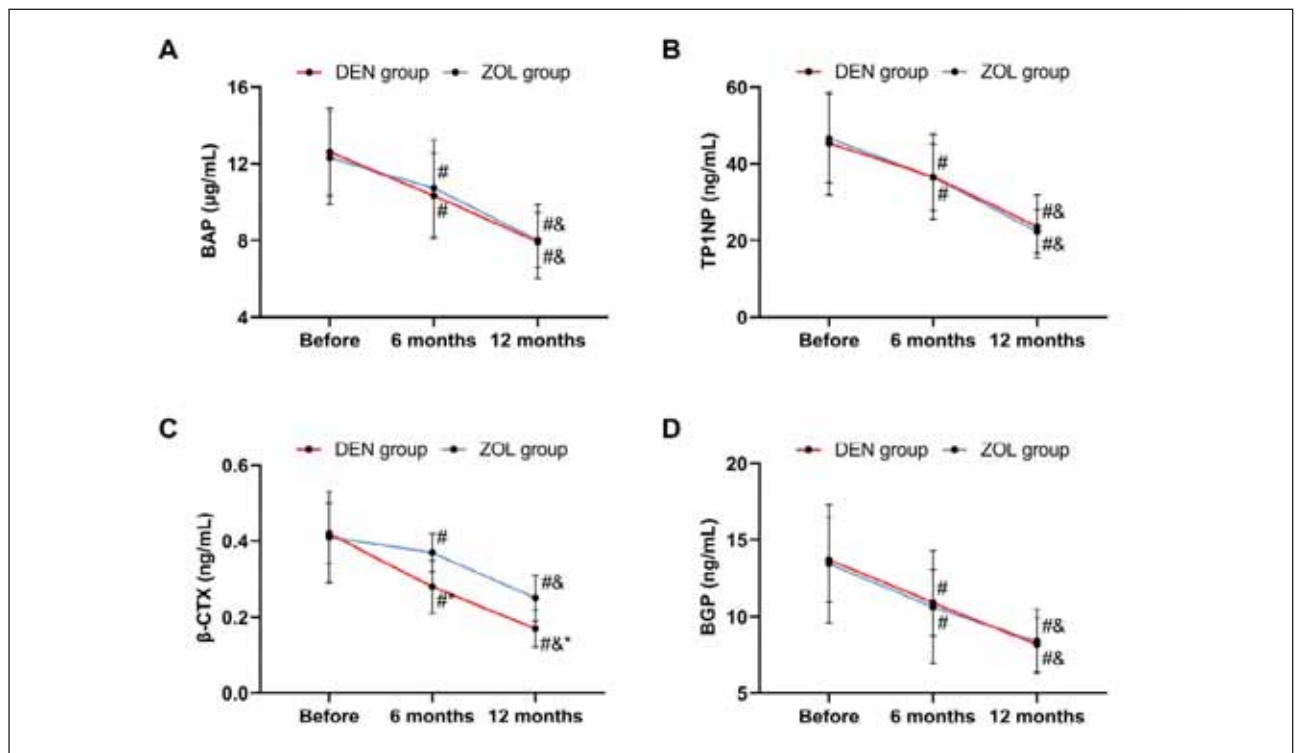 A
DEN group ZOL group
BAP (µg/mL)
16
12
8
4
#
#
#&
#&
Before 6 months 12 months
B
DEN group ZOL group
TP1NP (ng/mL)
60
40
20
0
#
#
#&
#&
Before 6 months 12 months
C
DEN group ZOL group
β-CTX (ng/mL)
0.6
0.4
0.2
0.0
#
#*
#&
#&*
Before 6 months 12 months
D
DEN group ZOL group
BGP (ng/mL)
20
15
10
5
#
#
#&
#&
Before 6 months 12 months